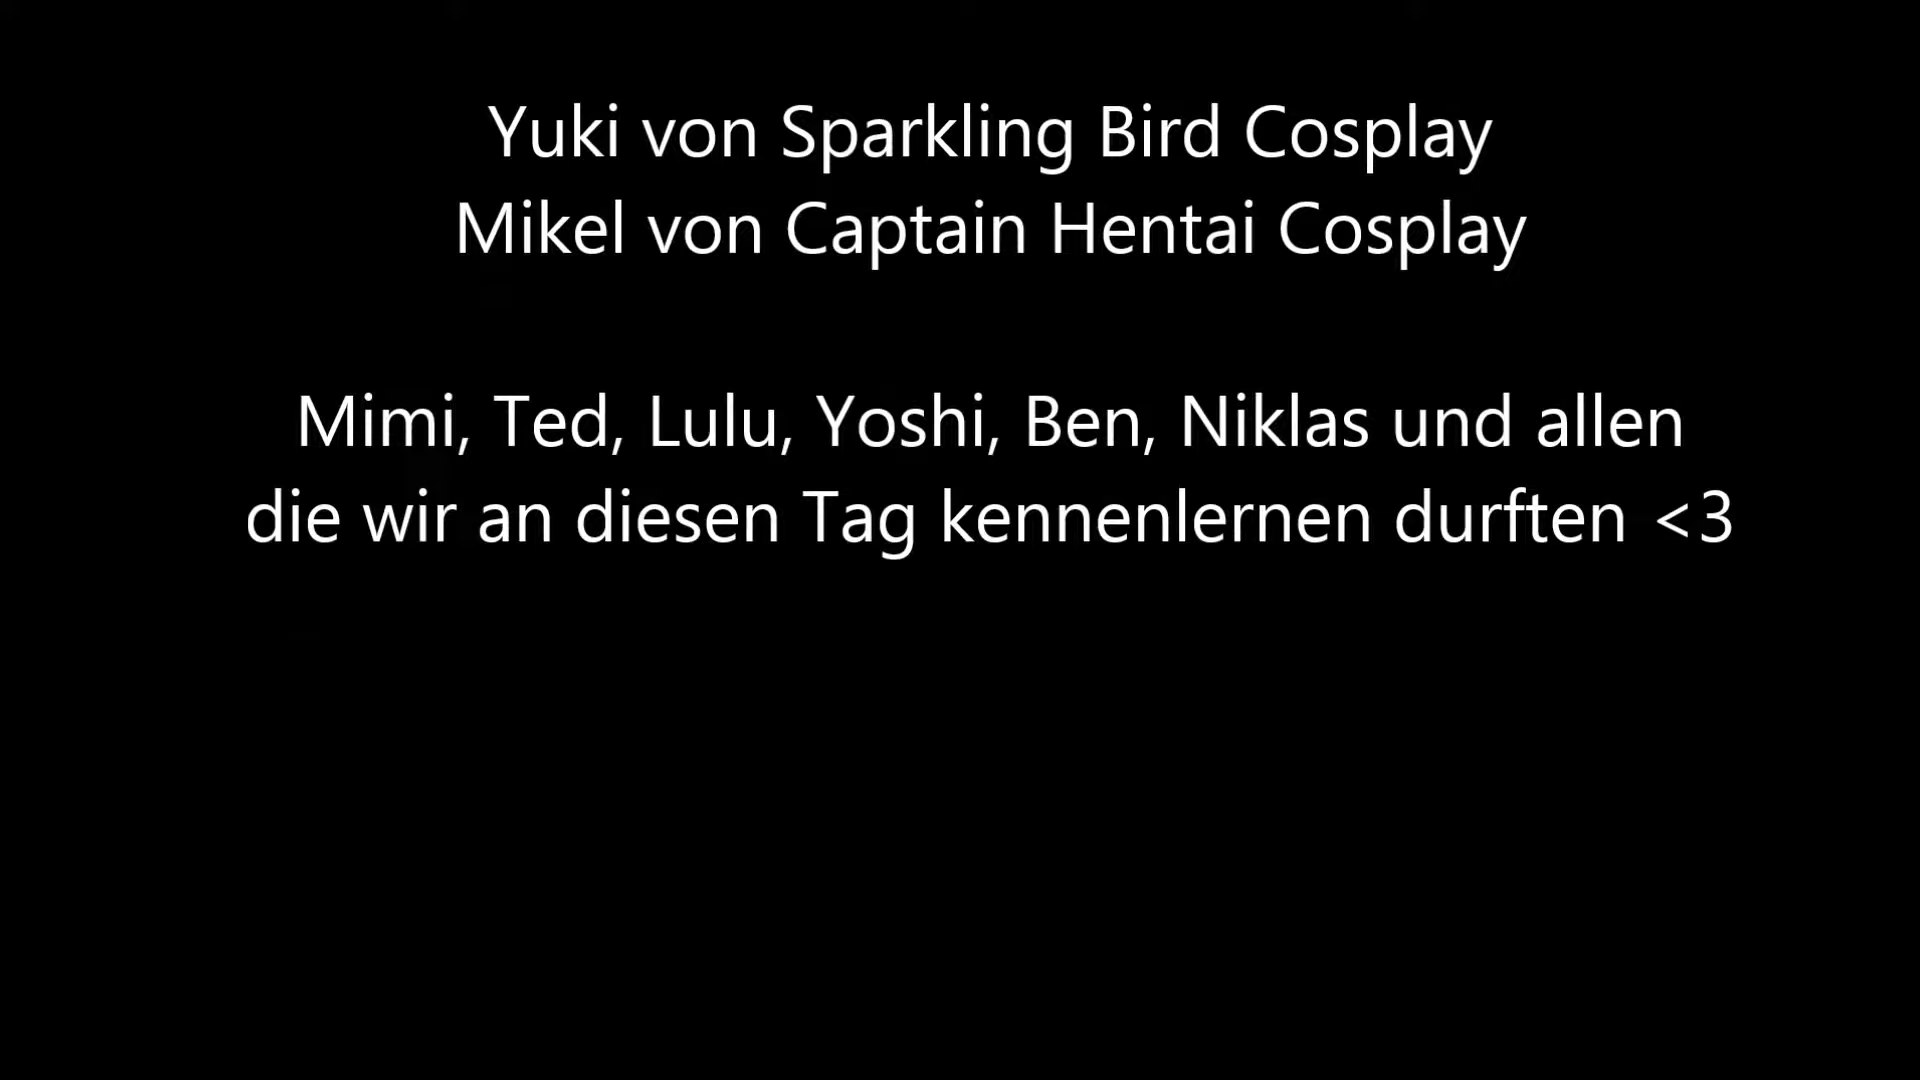 Yuki von Sparkling Bird Cosplay
Mikel von Captain Hentai Cosplay
Mimi, Ted, Lulu, Yoshi, Ben, Niklas und allen
die wir an diesen Tag kennenlernen durften <3